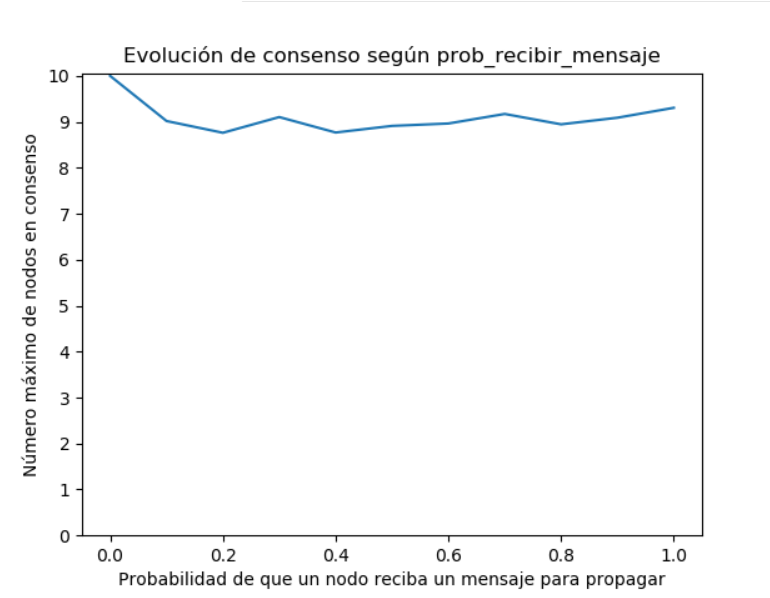 Evolución de consenso según prob_recibir_mensaje
Número máximo de nodos en consenso
10
9
8
7
6
5
4
3
2
1
0
0.0 0.2 0.4 0.6 0.8 1.0
Probabilidad de que un nodo reciba un mensaje para propagar